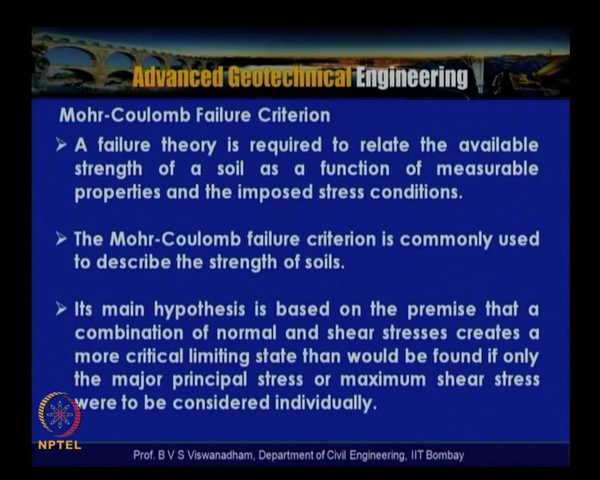 Advanced Geotechnical Engineering
Mohr-Coulomb Failure Criterion
➢ A failure theory is required to relate the available
strength of a soil as a function of measurable
properties and the imposed stress conditions.
➢ The Mohr-Coulomb failure criterion is commonly used
to describe the strength of soils.
➢ Its main hypothesis is based on the premise that a
combination of normal and shear stresses creates a
more critical limiting state than would be found if only
the major principal stress or maximum shear stress
were to be considered individually.
NPTEL
Prof. B V S Viswanadham, Department of Civil Engineering, IIT Bombay